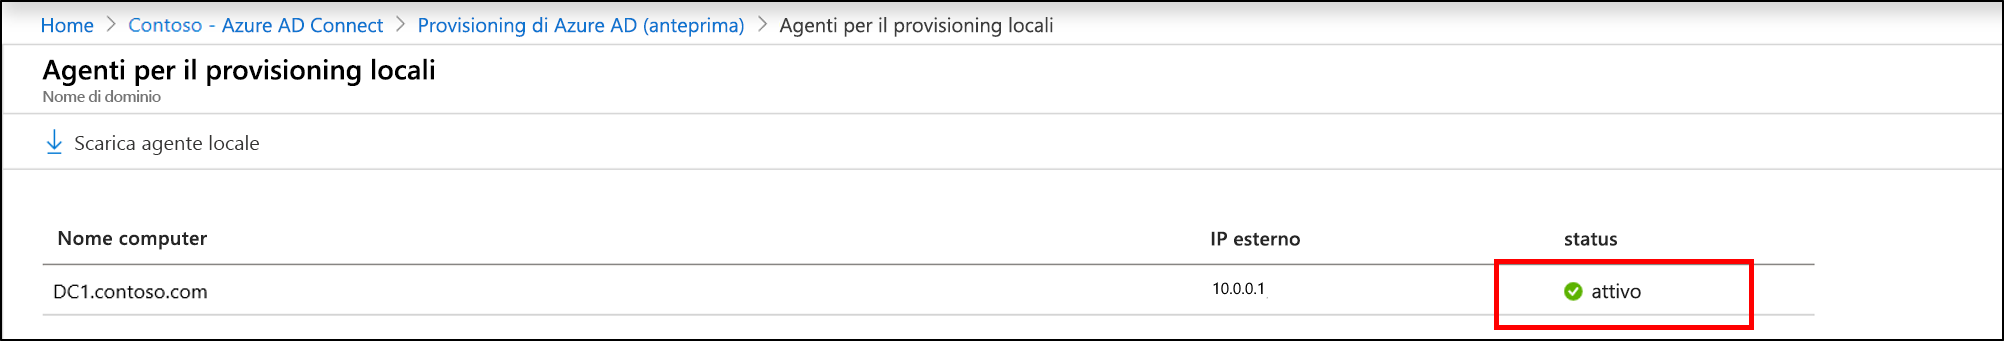 Home > Contoso - Azure AD Connect > Provisioning di Azure AD (anteprima) > Agenti per il provisioning locali
Agenti per il provisioning locali
Nome di dominio
Scarica agente locale
Nome computer IP esterno status
DC1.contoso.com 10.0.0.1 attivo